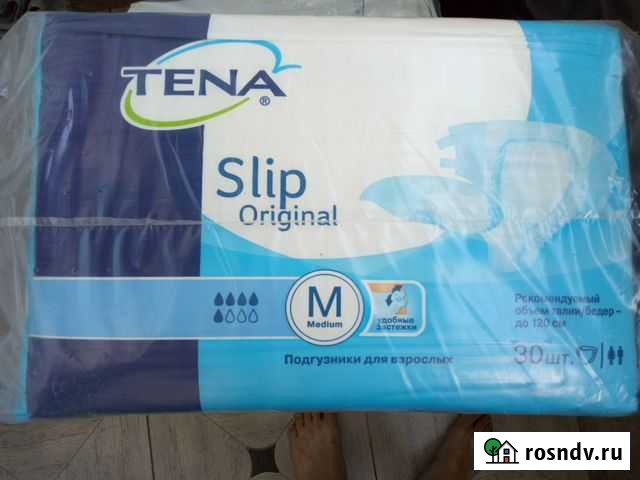 TENA®
Slip
Original
M
Medium
удобные
застежки
Рекомендуемый
объем талии/бедер –
до 120 см
Подгузники для взрослых
30шт.
rosndv.ru